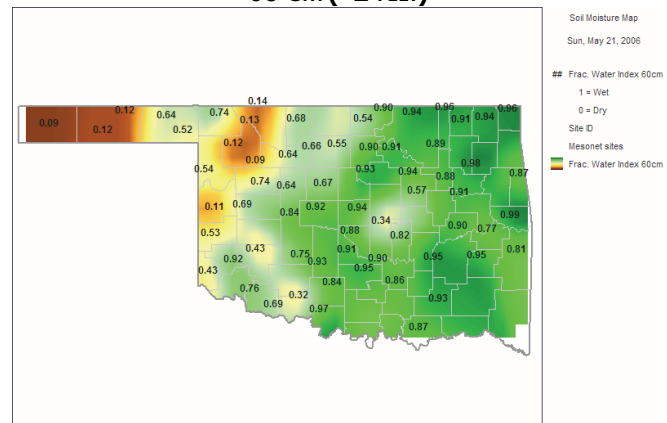 Soil Moisture Map
Sun, May 21, 2006
## Frac. Water Index 60cm
1 = Wet
0 = Dry
Site ID
Mesonet sites
Frac. Water Index 60cm
0.14
0.12 0.74 0.90 0.96 0.96
0.09 0.12 0.64 0.13 0.68 0.54 0.94 0.91 0.94
0.52
0.12 0.66 0.55 0.90 0.91 0.89
0.09 0.64 0.98
0.54 0.93 0.94 0.88 0.87
0.74 0.64 0.67 0.57 0.91
0.11 0.69 0.84 0.92 0.94 0.99
0.34 0.90 0.77
0.53 0.88 0.82
0.43 0.91 0.81
0.92 0.75 0.93 0.90 0.95 0.95
0.43 0.95
0.76 0.84 0.86
0.32 0.93
0.69 0.97
0.87